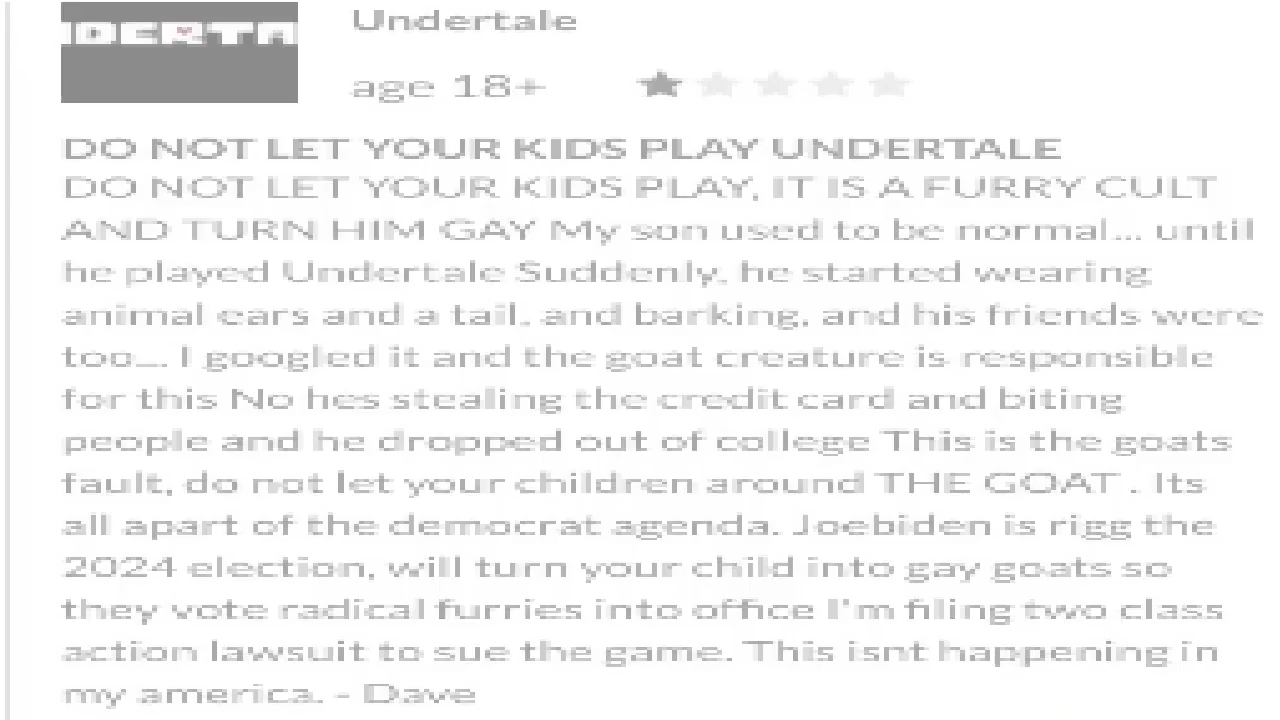 DERTA
Undertale
age 18+
DO NOT LET YOUR KIDS PLAY UNDERTALE
DO NOT LET YOUR KIDS PLAY, IT IS A FURRY CULT
AND TURN HIM GAY My son used to be normal... until
he played Undertale Suddenly, he started wearing
animal ears and a tail, and barking, and his friends were
too... I googled it and the goat creature is responsible
for this No hes stealing the credit card and biting
people and he dropped out of college This is the goats
fault, do not let your children around THE GOAT . Its
all apart of the democrat agenda. Joebiden is rigg the
2024 election, will turn your child into gay goats so
they vote radical furries into office I'm filing two class
action lawsuit to sue the game. This isnt happening in
my america. - Dave